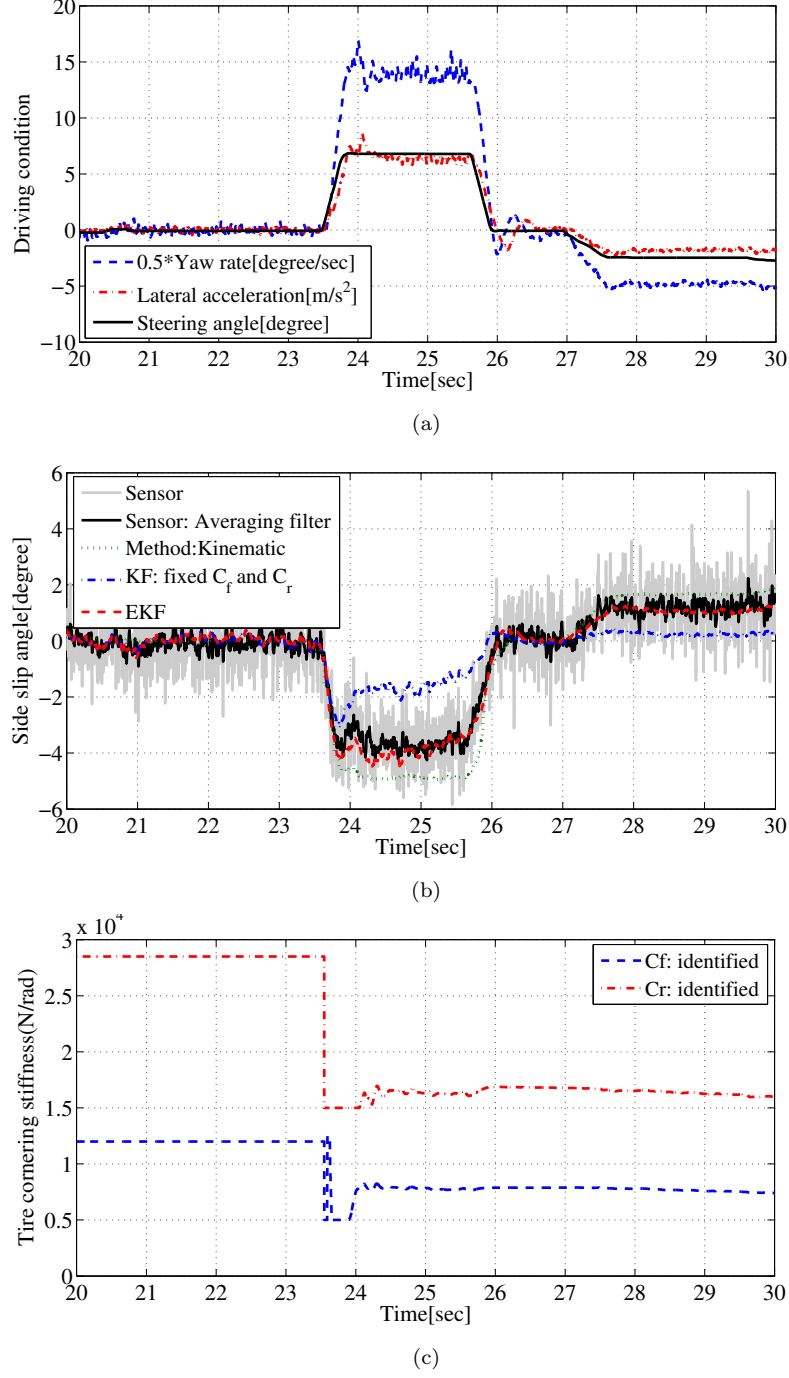 20
15
10
5
0
−5
−10
Driving condition
0.5*Yaw rate[degree/sec]
Lateral acceleration[m/s²]
Steering angle[degree]
20 21 22 23 24 25 26 27 28 29 30
Time[sec]
(a)
6
4
2
0
−2
−4
−6
Side slip angle[degree]
Sensor
Sensor: Averaging filter
Method:Kinematic
KF: fixed C_f and C_r
EKF
20 21 22 23 24 25 26 27 28 29 30
Time[sec]
(b)
x 10⁴
3
2.5
2
1.5
1
0.5
0
Tire cornering stiffness(N/rad)
Cf: identified
Cr: identified
20 21 22 23 24 25 26 27 28 29 30
Time[sec]
(c)